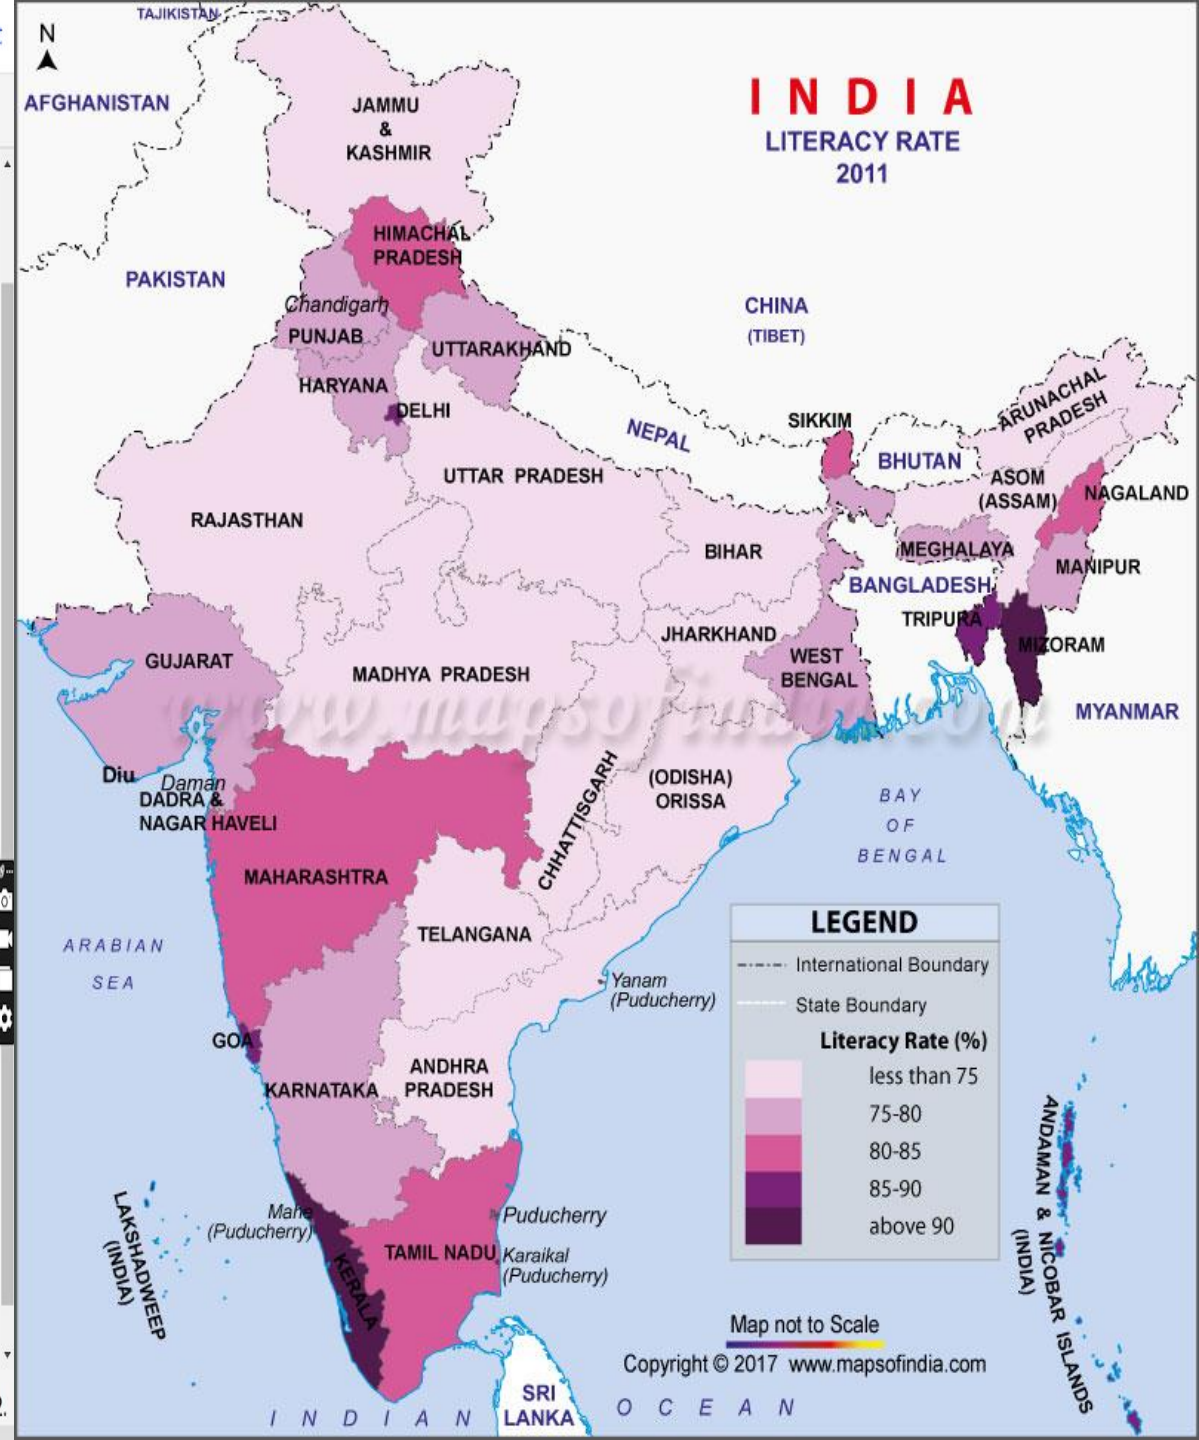 TAJIKISTAN
N
AFGHANISTAN
JAMMU
&
KASHMIR
I N D I A
LITERACY RATE
2011
HIMACHAL
PRADESH
PAKISTAN
Chandigarh
PUNJAB
UTTARAKHAND
HARYANA
DELHI
CHINA
(TIBET)
NEPAL
SIKKIM
BHUTAN
ARUNACHAL
PRADESH
ASOM
(ASSAM)
NAGALAND
UTTAR PRADESH
RAJASTHAN
BIHAR
MEGHALAYA
MANIPUR
BANGLADESH
TRIPURA
MIZORAM
JHARKHAND
WEST
BENGAL
GUJARAT
MADHYA PRADESH
MYANMAR
www.mapsofindia.com
Diu
Daman
DADRA &
NAGAR HAVELI
CHHATTISGARH
(ODISHA)
ORISSA
BAY
OF
BENGAL
MAHARASHTRA
TELANGANA
ARABIAN
SEA
Yanam
(Puducherry)
GOA
KARNATAKA
ANDHRA
PRADESH
LEGEND
International Boundary
State Boundary
Literacy Rate (%)
less than 75
75-80
80-85
85-90
above 90
ANDAMAN & NICOBAR ISLANDS
(INDIA)
LAKSHADWEEP
(INDIA)
Mahe
(Puducherry)
Puducherry
TAMIL NADU
Karaikal
(Puducherry)
KERALA
Map not to Scale
Copyright © 2017 www.mapsofindia.com
SRI
LANKA
I N D I A N O C E A N